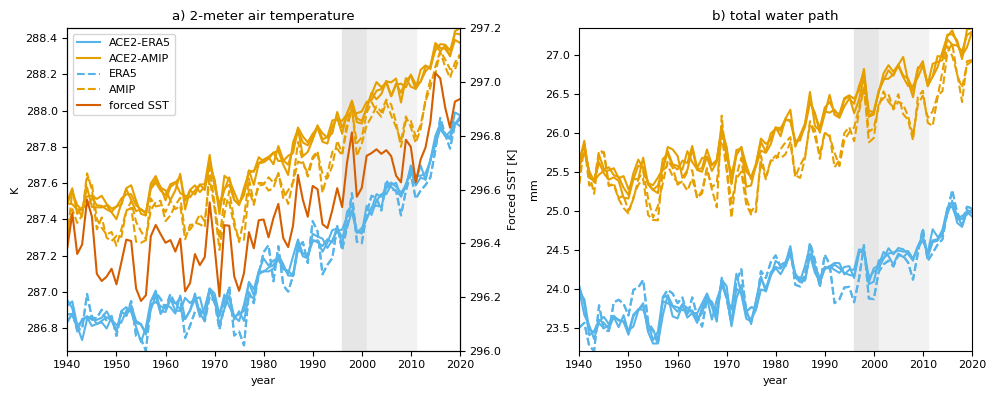 a) 2-meter air temperature
ACE2-ERA5
ACE2-AMIP
ERA5
AMIP
forced SST
288.4
288.2
288.0
287.8
287.6
287.4
287.2
287.0
286.8
K
297.2
297.0
296.8
296.6
296.4
296.2
296.0
Forced SST [K]
1940 1950 1960 1970 1980 1990 2000 2010 2020
year
b) total water path
27.0
26.5
26.0
25.5
25.0
24.5
24.0
23.5
mm
1940 1950 1960 1970 1980 1990 2000 2010 2020
year